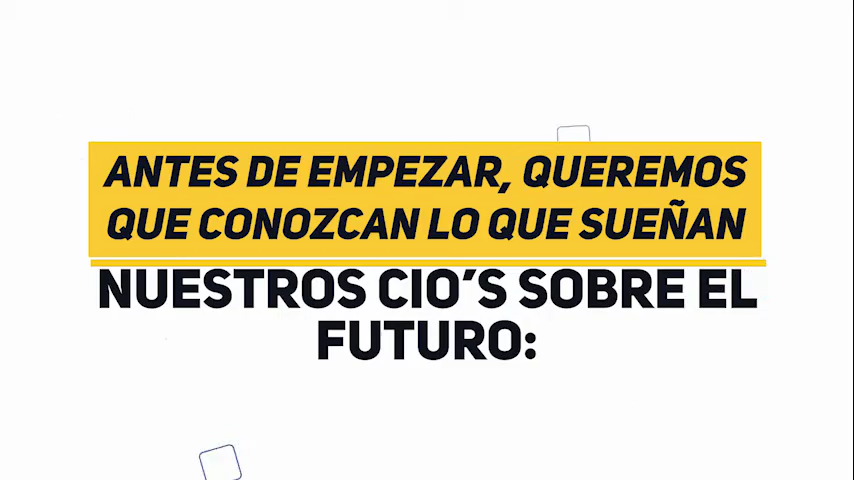 ANTES DE EMPEZAR, QUEREMOS
QUE CONOZCAN LO QUE SUEÑAN
NUESTROS CIO’S SOBRE EL
FUTURO: